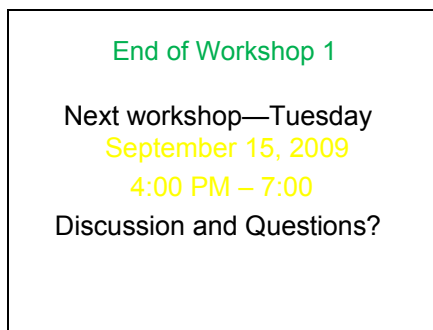 End of Workshop 1
Next workshop—Tuesday
September 15, 2009
4:00 PM – 7:00
Discussion and Questions?